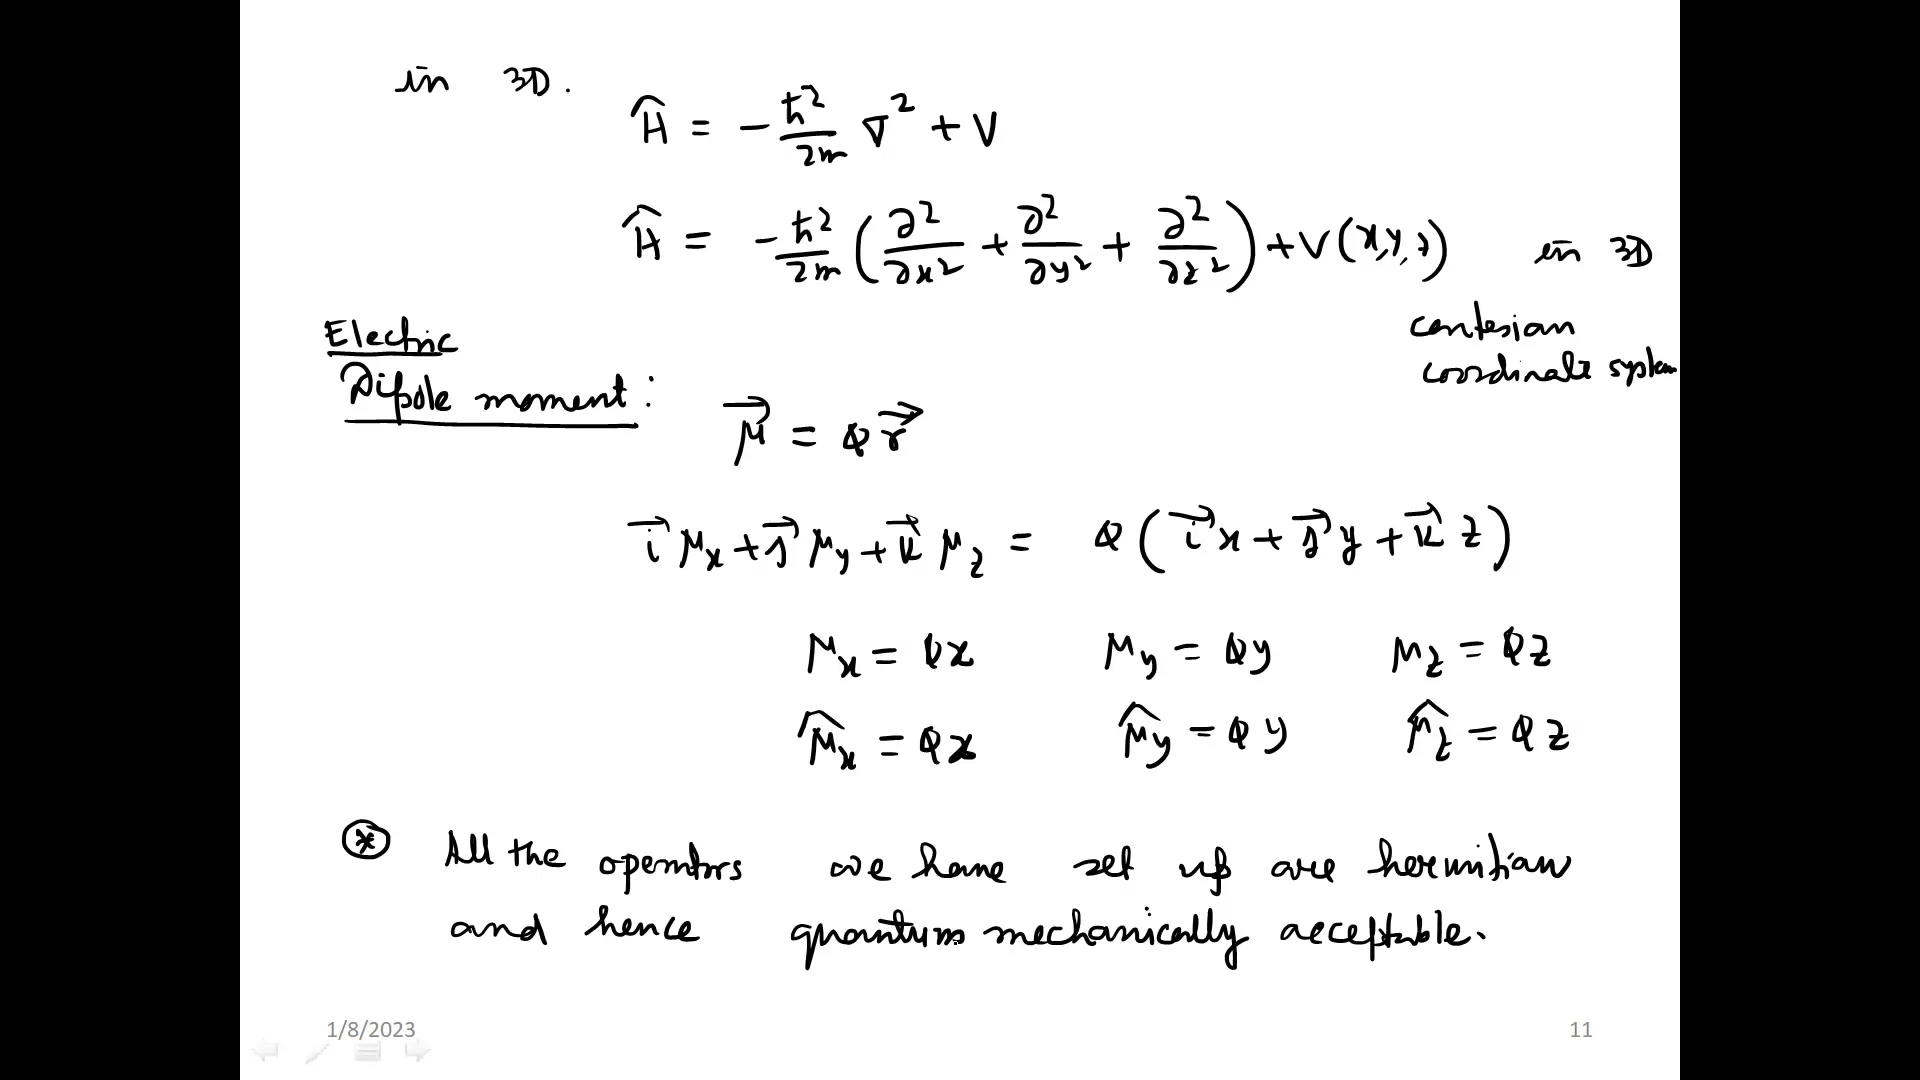 in 3D.
Ĥ = -ℏ²/2m ∇² + V
Ĥ = -ℏ²/2m (∂²/∂x² + ∂²/∂y² + ∂²/∂z²) + V(x,y,z) in 3D
cartesian
coordinate system
Electric
Dipole moment:
μ⃗ = Q r⃗
i⃗ μx + j⃗ μy + k⃗ μz = Q (i⃗ x + j⃗ y + k⃗ z)
μx = Qx μy = Qy μz = Qz
μ̂x = Qx μ̂y = Qy μ̂z = Qz
* All the operators we have set up are hermitian
and hence quantum mechanically acceptable.
1/8/2023 11